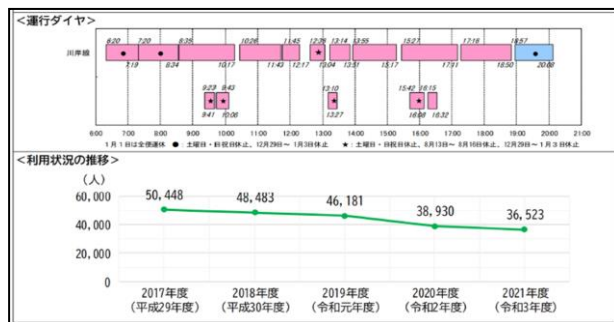 ＜運行ダイヤ＞
6:20 7:20 8:35 10:26 11:45 12:35 13:14 13:55 15:27 17:16 18:57
川岸線
7:19 8:34 10:17 11:43 12:17 13:04 13:51 15:17 17:11 18:50 20:08
9:23 9:43 13:10 15:42 16:15
9:41 10:06 13:27 16:08 16:32
6:00 7:00 8:00 9:00 10:00 11:00 12:00 13:00 14:00 15:00 16:00 17:00 18:00 19:00 20:00 21:00
1月1日は全便運休 ●：土曜日・日祝日休止、12月29日～1月3日休止 ★：土曜日・日祝日休止、8月13日～8月16日休止、12月29日～1月3日休止
＜利用状況の推移＞
（人）
60,000
40,000
20,000
0
50,448 48,483 46,181 38,930 36,523
2017年度 2018年度 2019年度 2020年度 2021年度
（平成29年度） （平成30年度） （令和元年度） （令和2年度） （令和3年度）